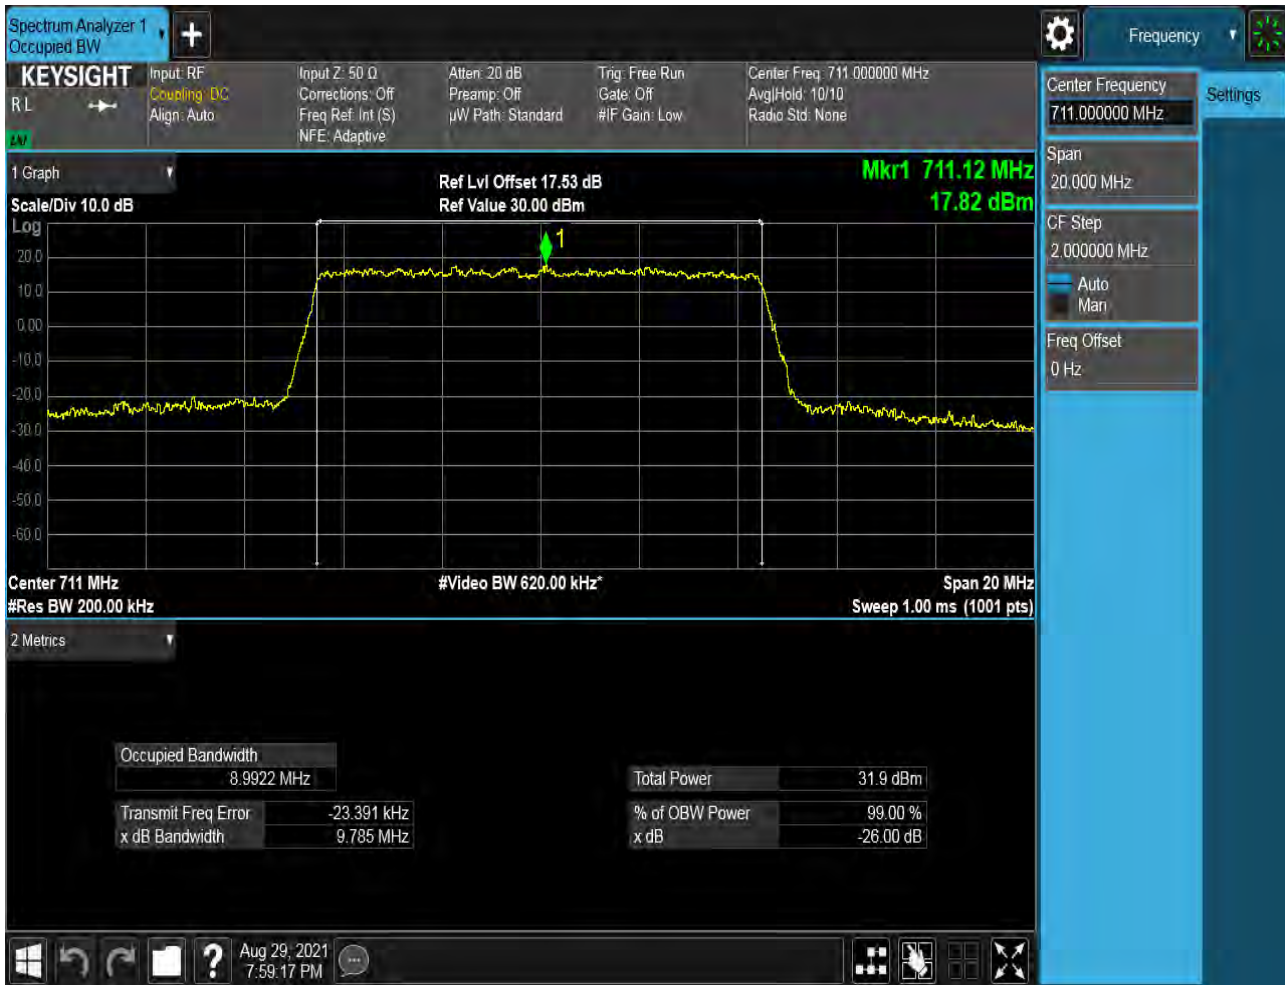 Spectrum Analyzer 1
Occupied BW
Frequency
KEYSIGHT
R L
Input: RF
Coupling: DC
Align: Auto
Input Z: 50 Ω
Corrections: Off
Freq Ref: Int (S)
NFE: Adaptive
Atten: 20 dB
Preamp: Off
µW Path: Standard
Trig: Free Run
Gate: Off
#IF Gain: Low
Center Freq: 711.000000 MHz
Avg|Hold: 10/10
Radio Std: None
Center Frequency
711.000000 MHz
Settings
Span
20.000 MHz
CF Step
2.000000 MHz
Auto
Man
Freq Offset
0 Hz
1 Graph
Scale/Div 10.0 dB
Ref Lvl Offset 17.53 dB
Ref Value 30.00 dBm
Mkr1 711.12 MHz
17.82 dBm
Log
20.0
10.0
0.00
-10.0
-20.0
-30.0
-40.0
-50.0
-60.0
1
Center 711 MHz
#Res BW 200.00 kHz
#Video BW 620.00 kHz*
Span 20 MHz
Sweep 1.00 ms (1001 pts)
2 Metrics
Occupied Bandwidth
8.9922 MHz
Transmit Freq Error -23.391 kHz
x dB Bandwidth 9.785 MHz
Total Power 31.9 dBm
% of OBW Power 99.00 %
x dB -26.00 dB
Aug 29, 2021
7:59:17 PM